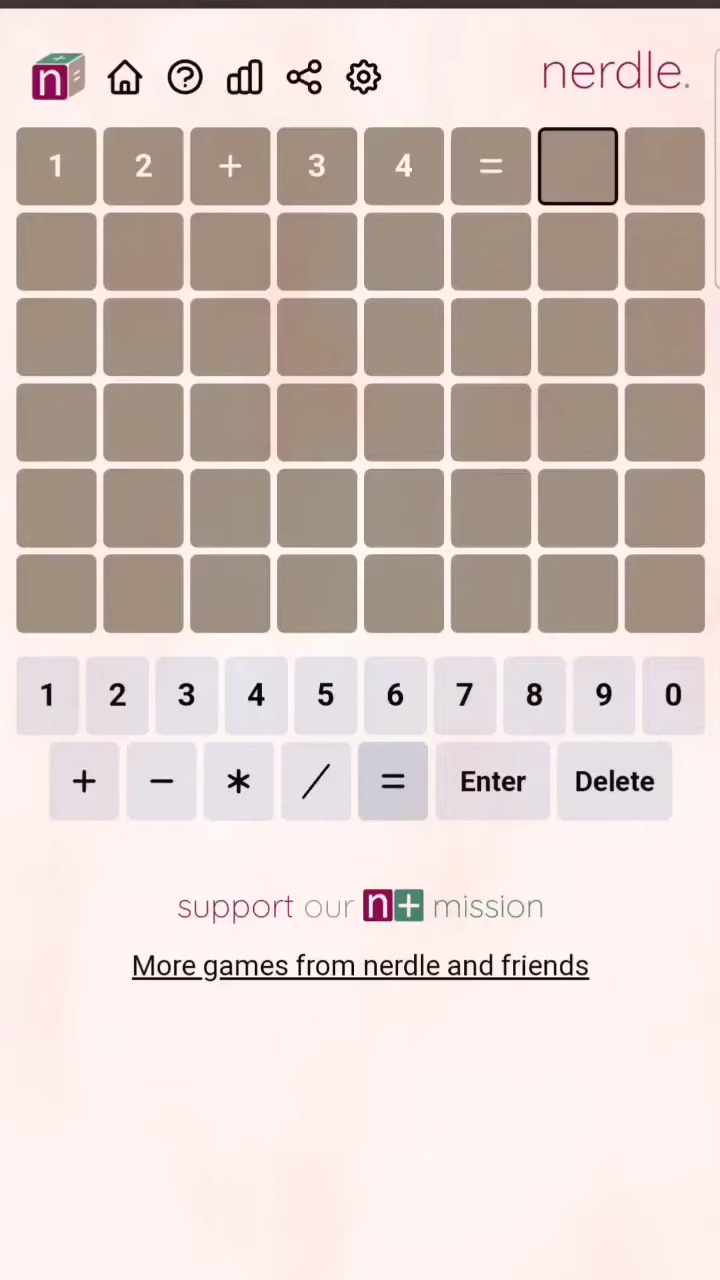 n nerdle.
1 2 + 3 4 =
1 2 3 4 5 6 7 8 9 0
+ − * / = Enter Delete
support our n+ mission
More games from nerdle and friends